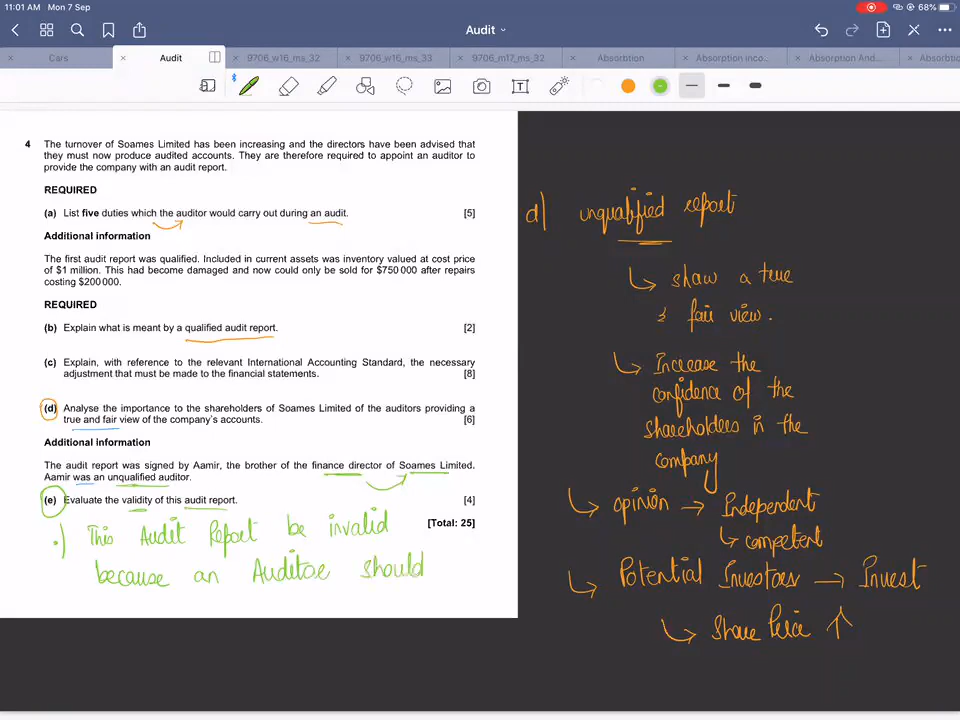 11:01 AM Mon 7 Sep
68%
Audit
Cars
Audit
9706_w16_ms_32
9706_w16_ms_33
9706_m17_ms_32
Absorbtion
Absorption inco...
Absorption And...
Absorbtio
4 The turnover of Soames Limited has been increasing and the directors have been advised that
they must now produce audited accounts. They are therefore required to appoint an auditor to
provide the company with an audit report.
REQUIRED
(a) List five duties which the auditor would carry out during an audit. [5]
Additional information
The first audit report was qualified. Included in current assets was inventory valued at cost price
of $1 million. This had become damaged and now could only be sold for $750 000 after repairs
costing $200 000.
REQUIRED
(b) Explain what is meant by a qualified audit report. [2]
(c) Explain, with reference to the relevant International Accounting Standard, the necessary
adjustment that must be made to the financial statements. [8]
(d) Analyse the importance to the shareholders of Soames Limited of the auditors providing a
true and fair view of the company's accounts. [6]
Additional information
The audit report was signed by Aamir, the brother of the finance director of Soames Limited.
Aamir was an unqualified auditor.
(e) Evaluate the validity of this audit report. [4]
[Total: 25]
.) This Audit Report be invalid
because an Auditor should
d) unqualified report
show a true
& fair view.
Increase the
confidence of the
shareholders in the
company
opinion → Independent
competent
Potential Investors → Invest
Share Price ↑